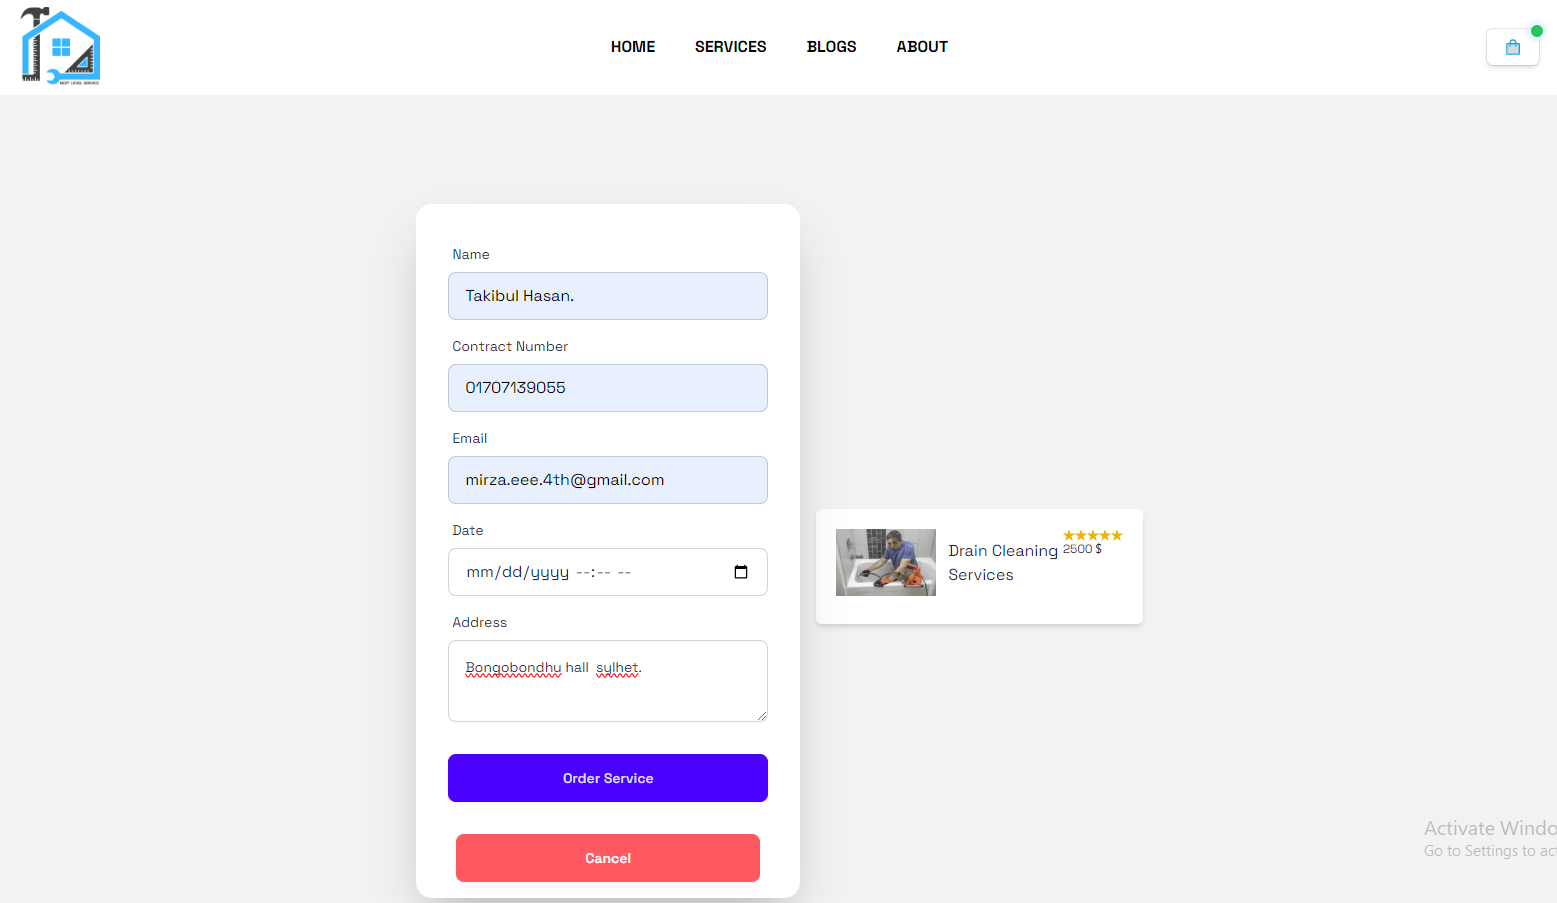 NEXT LEVEL SERVICE
HOME SERVICES BLOGS ABOUT
Name
Takibul Hasan.
Contract Number
01707139055
Email
mirza.eee.4th@gmail.com
Date
mm/dd/yyyy --:-- --
Address
Bongobondhu hall  sylhet.
Order Service
Cancel
Drain Cleaning
Services
2500 $
Activate Windo
Go to Settings to act